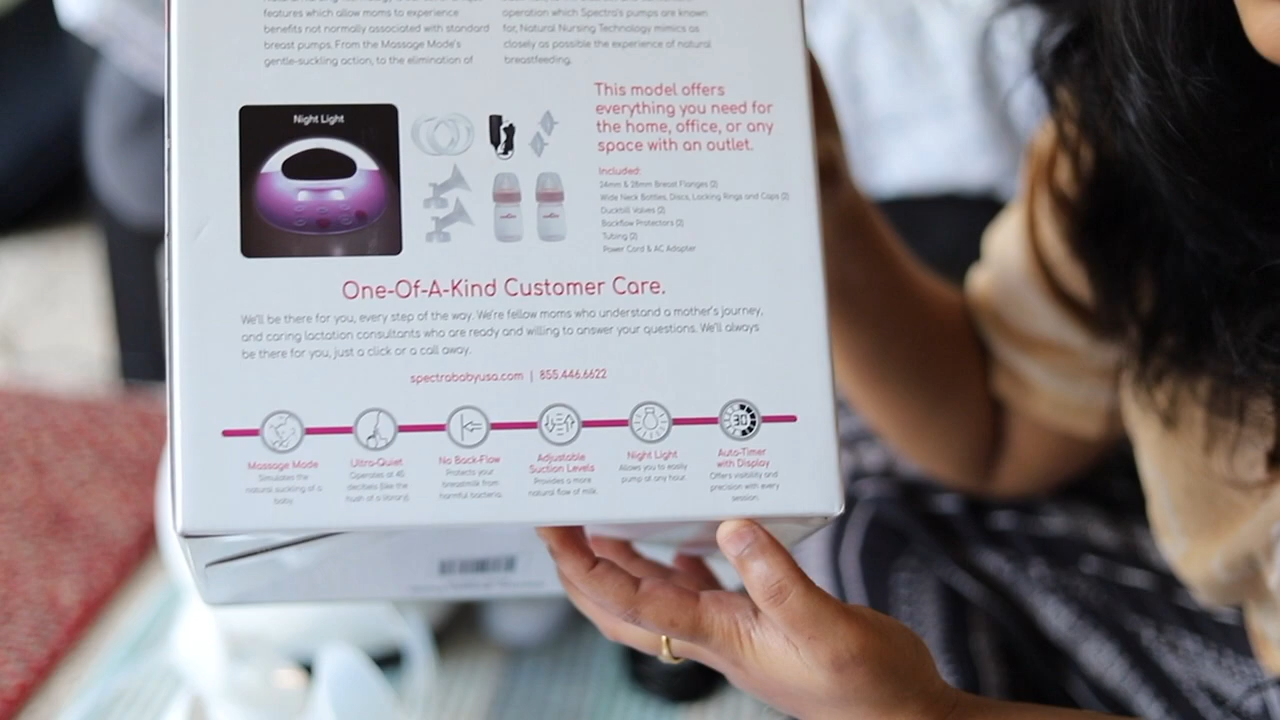 features which allow moms to experience
benefits not normally associated with standard
breast pumps. From the Massage Mode's
gentle-suckling action, to the elimination of
operation which Spectra's pumps are known
for, Natural Nursing Technology mimics as
closely as possible the experience of natural
breastfeeding.
Night Light
This model offers
everything you need for
the home, office, or any
space with an outlet.
Included:
24mm & 28mm Breast Flanges (2)
Wide Neck Bottles, Discs, Locking Rings and Caps (2)
Duckbill Valves (2)
Backflow Protectors (2)
Tubing (2)
Power Cord & AC Adapter
One-Of-A-Kind Customer Care.
We'll be there for you, every step of the way. We're fellow moms who understand a mother's journey,
and caring lactation consultants who are ready and willing to answer your questions. We'll always
be there for you, just a click or a call away.
spectrababyusa.com | 855.446.6622
30
Massage Mode
Simulates the
natural suckling of a
baby.
Ultra-Quiet
Operates at 45
decibels (like the
hush of a library).
No Back-Flow
Protects your
breastmilk from
harmful bacteria.
Adjustable
Suction Levels
Provides a more
natural flow of milk.
Night Light
Allows you to easily
pump at any hour.
Auto-Timer
with Display
Offers visibility and
precision with every
session.